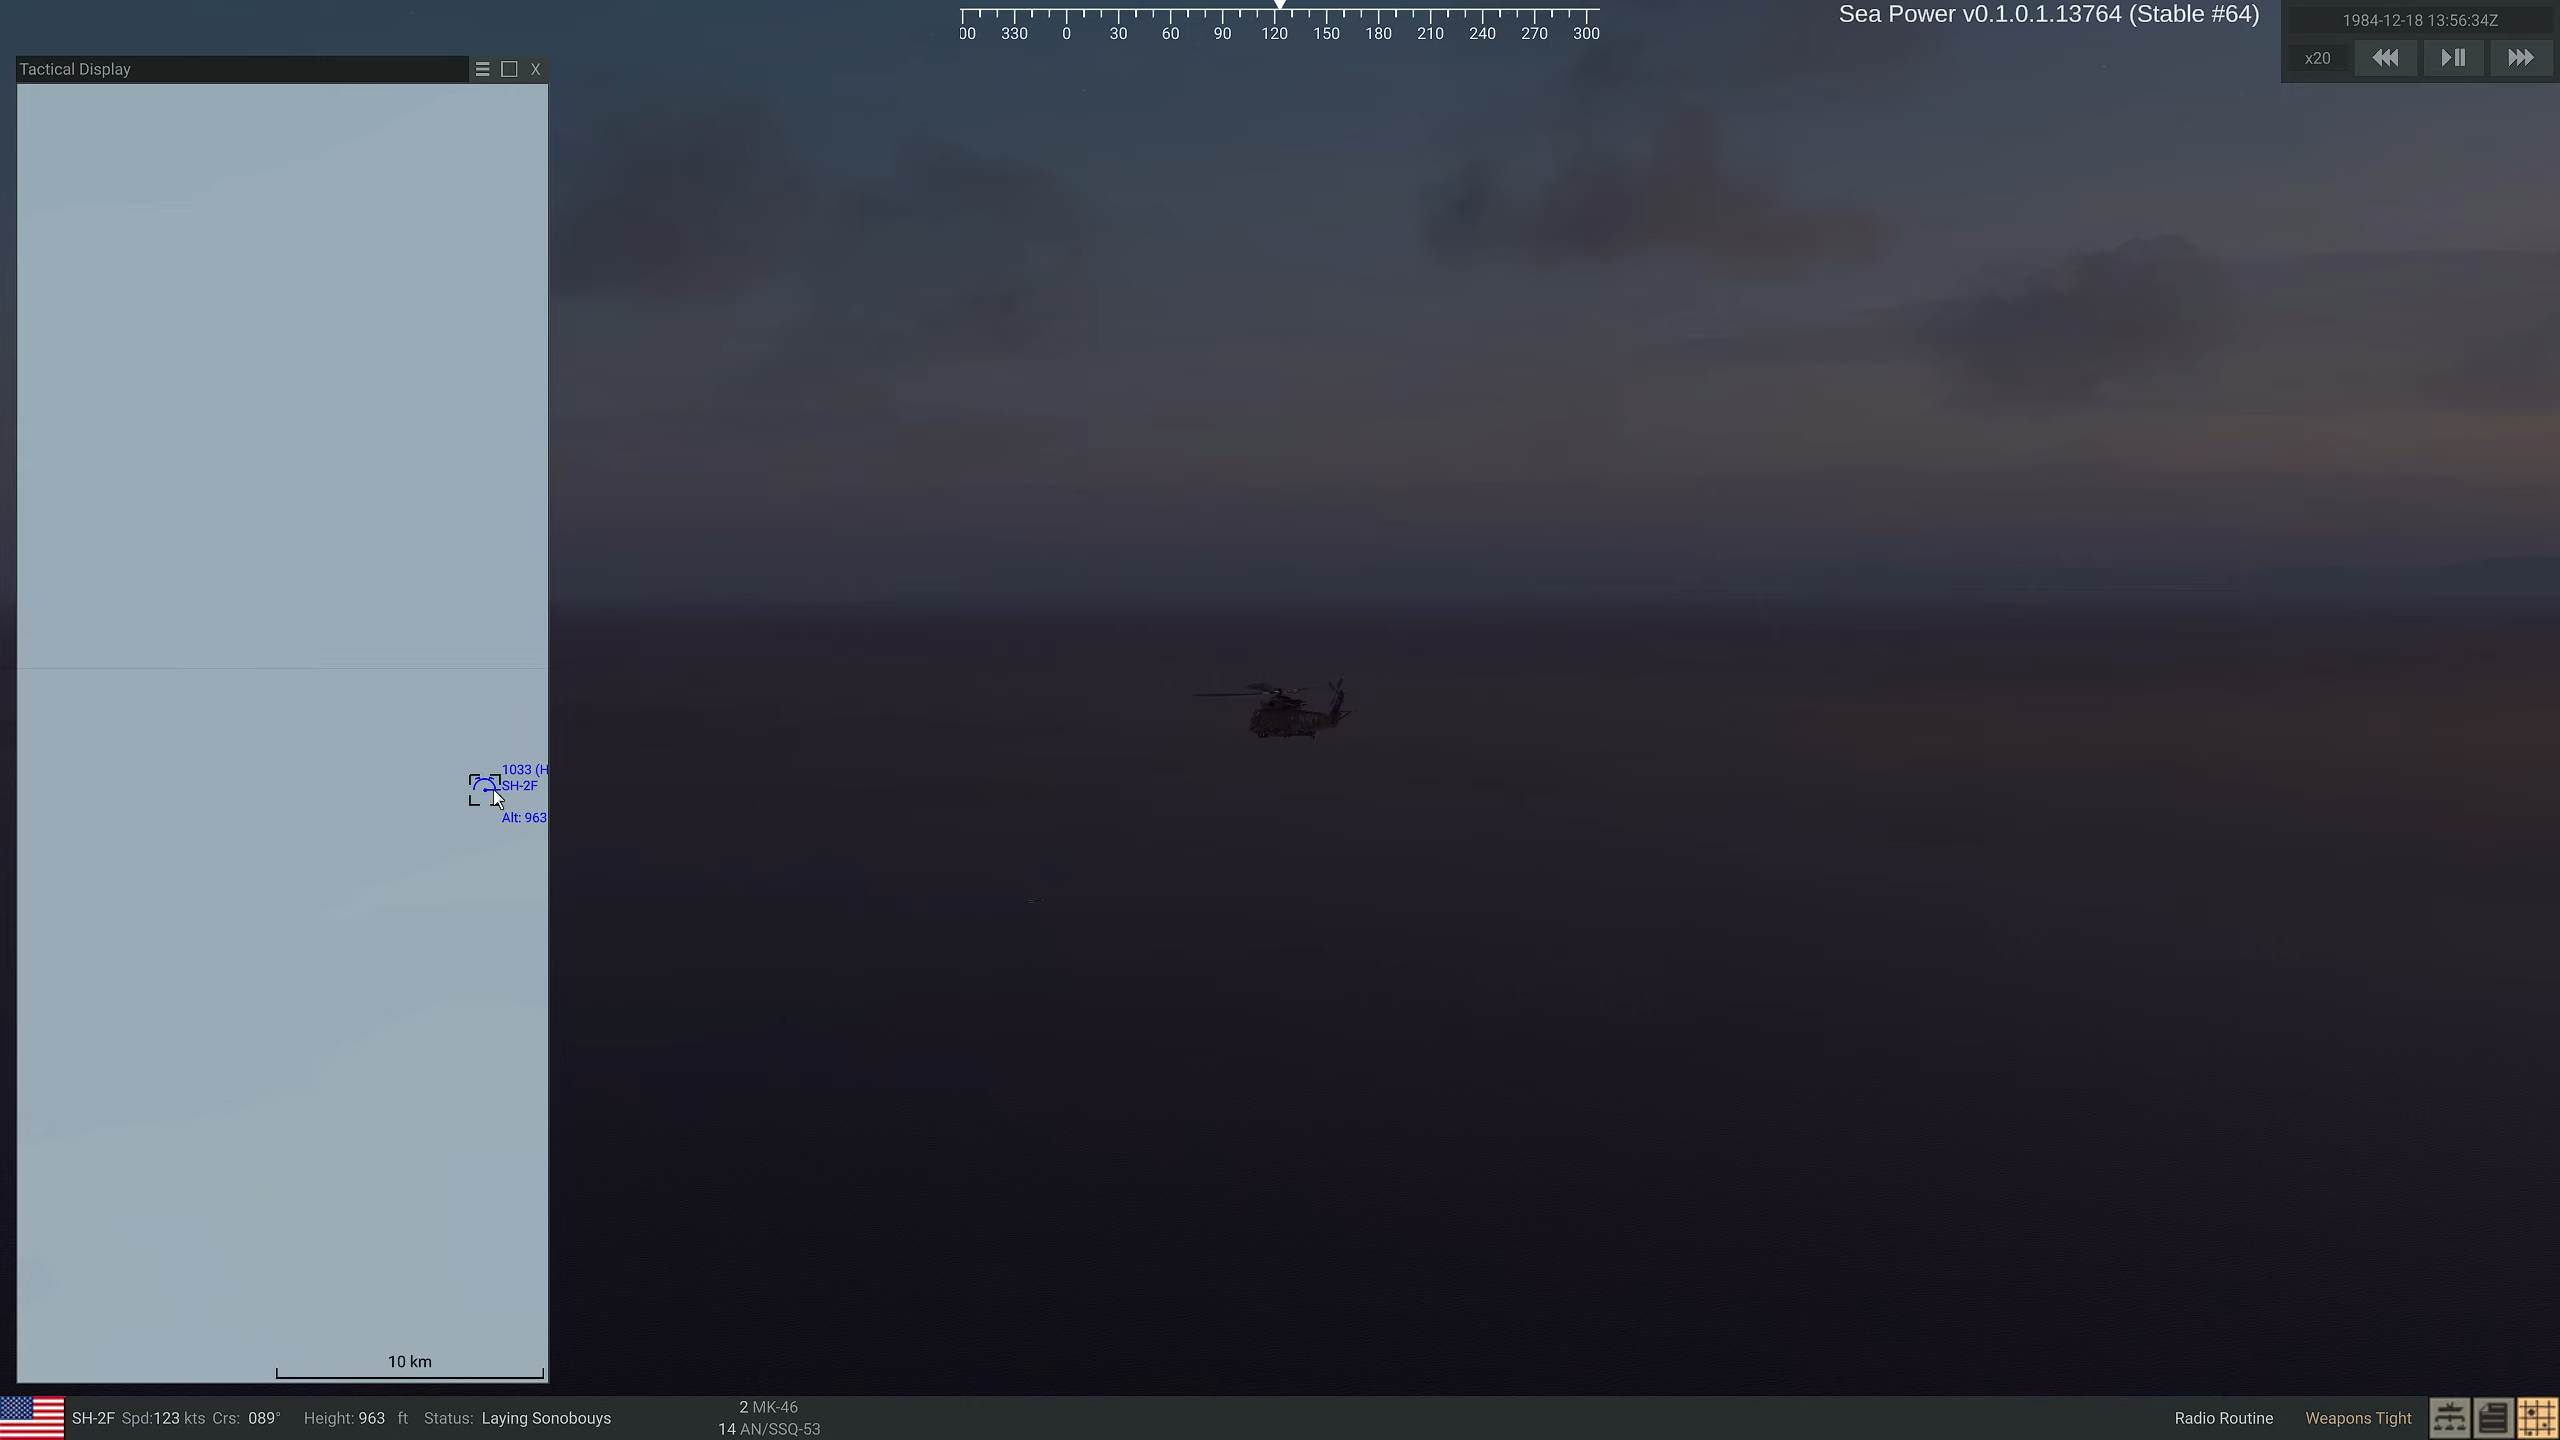 00 330 0 30 60 90 120 150 180 210 240 270 300
Sea Power v0.1.0.1.13764 (Stable #64)
1984-12-18 13:56:34Z
x20
Tactical Display
X
1033 (H
SH-2F
Alt: 963
10 km
SH-2F Spd:123 kts Crs: 089° Height: 963 ft Status: Laying Sonobouys
2 MK-46
14 AN/SSQ-53
Radio Routine Weapons Tight